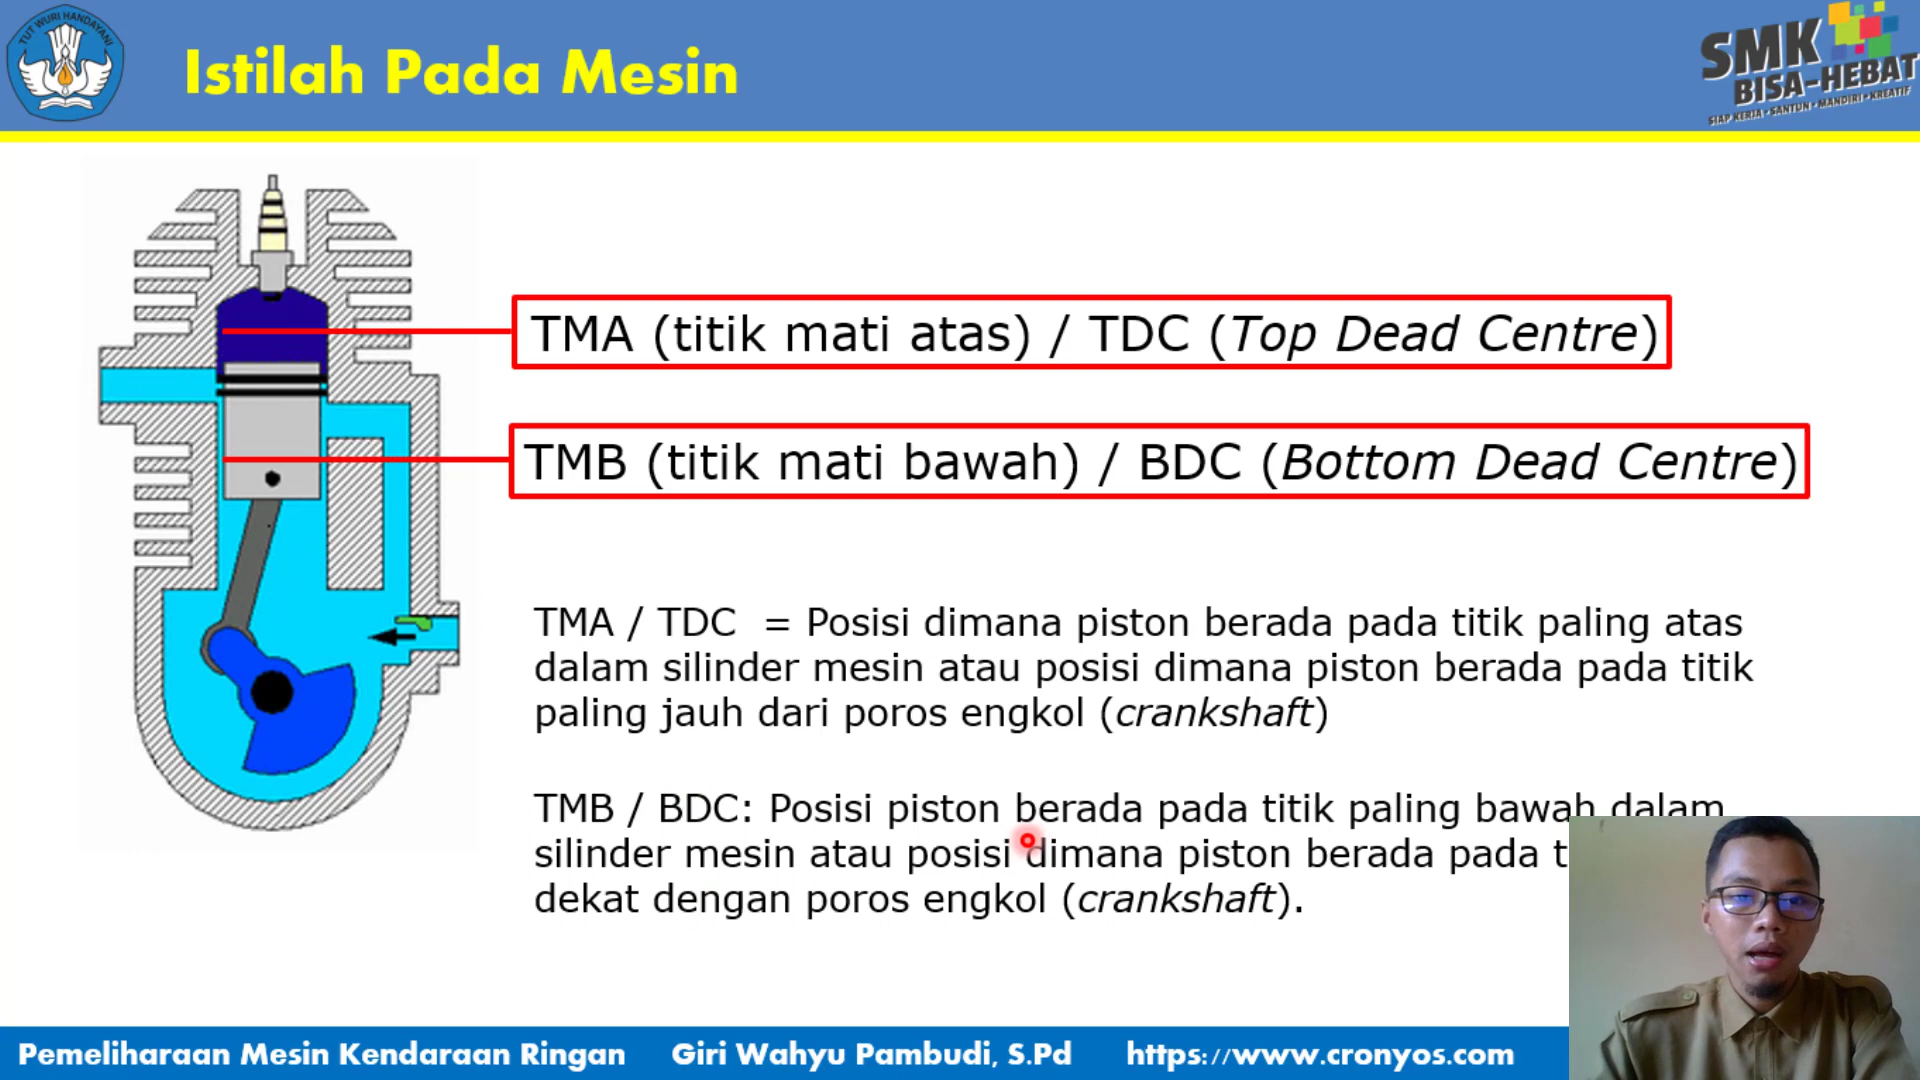 TUT WURI HANDAYANI
Istilah Pada Mesin
SMK
BISA-HEBAT
SIAP KERJA • SANTUN • MANDIRI • KREATIF
TMA (titik mati atas) / TDC (Top Dead Centre)
TMB (titik mati bawah) / BDC (Bottom Dead Centre)
TMA / TDC = Posisi dimana piston berada pada titik paling atas
dalam silinder mesin atau posisi dimana piston berada pada titik
paling jauh dari poros engkol (crankshaft)
TMB / BDC: Posisi piston berada pada titik paling bawah dalam
silinder mesin atau posisi dimana piston berada pada
dekat dengan poros engkol (crankshaft).
Pemeliharaan Mesin Kendaraan Ringan Giri Wahyu Pambudi, S.Pd https://www.cronyos.com